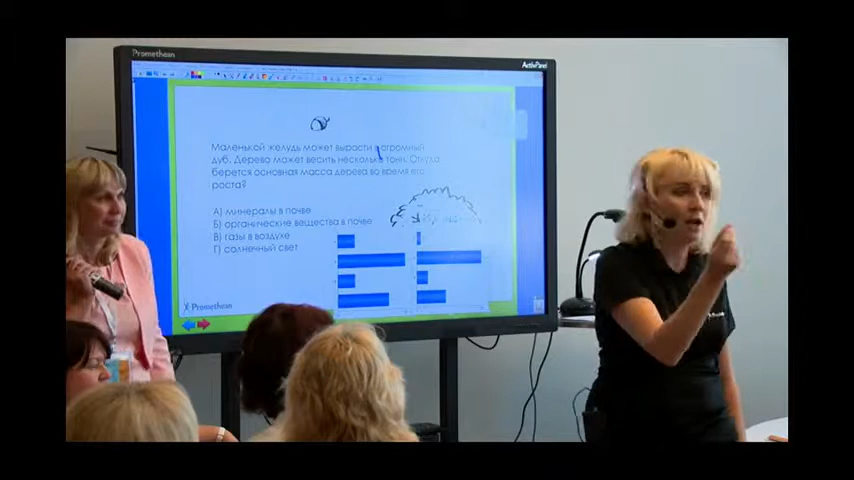 Promethean
ActivPanel
Маленькой желудь может вырасти в огромный
дуб. Дерево может весить несколько тонн. Откуда
берется основная масса дерева во время его
роста?
А) минералы в почве
Б) органические вещества в почве
В) газы в воздухе
Г) солнечный свет
Promethean